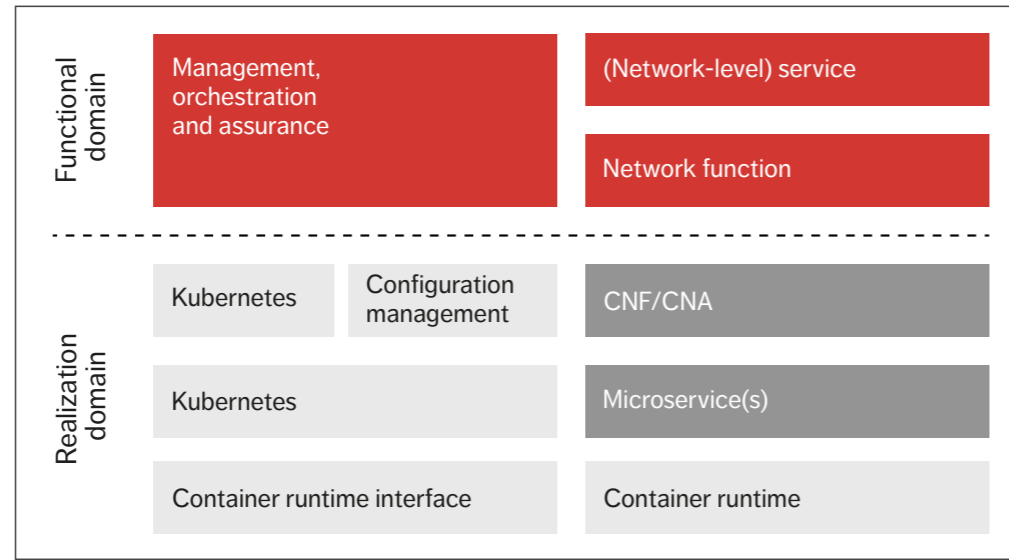 Functional
domain
Management,
orchestration
and assurance
(Network-level) service
Network function
Realization
domain
Kubernetes
Configuration
management
CNF/CNA
Kubernetes
Microservice(s)
Container runtime interface
Container runtime